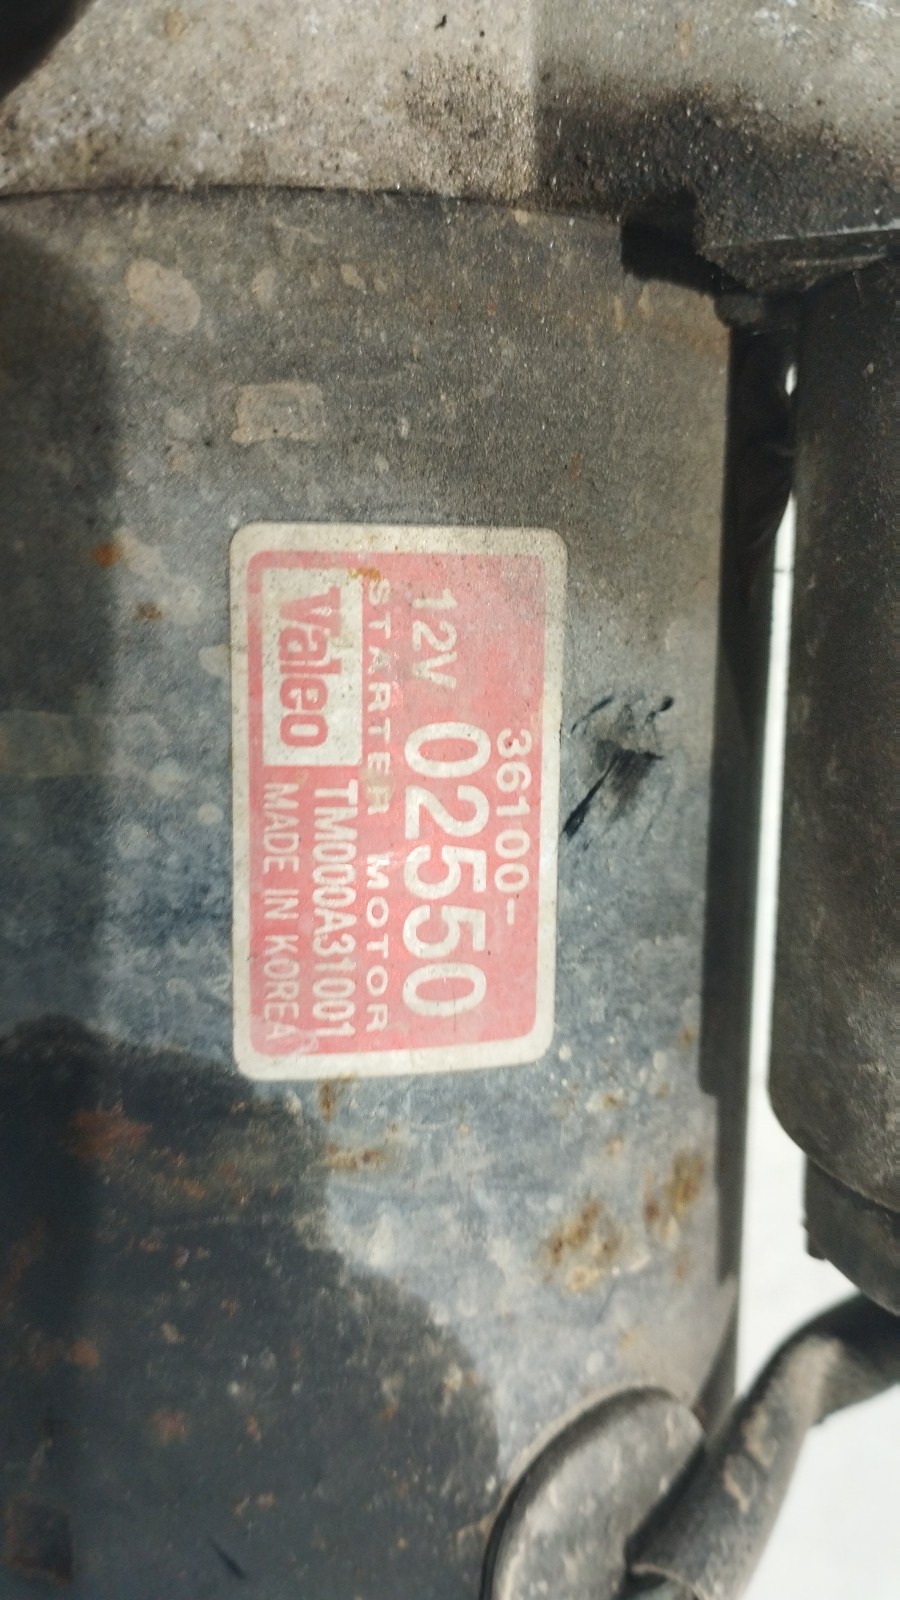 36100-
12V 02550
STARTER MOTOR
Valeo TM000A31001
MADE IN KOREA